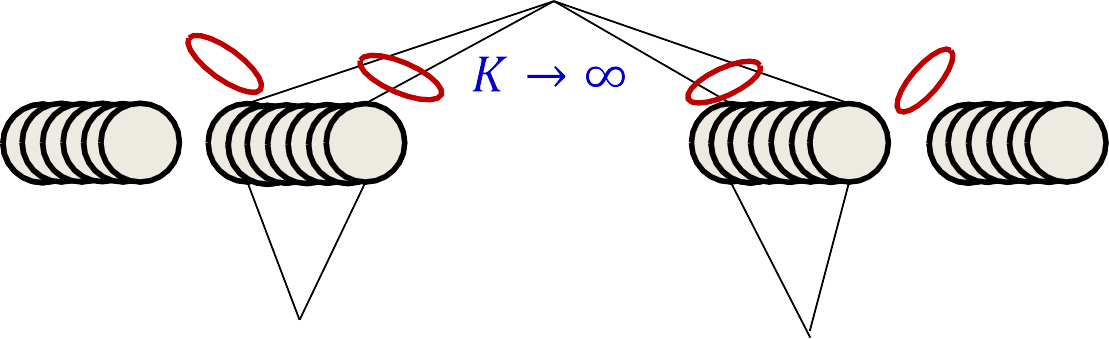 K → ∞